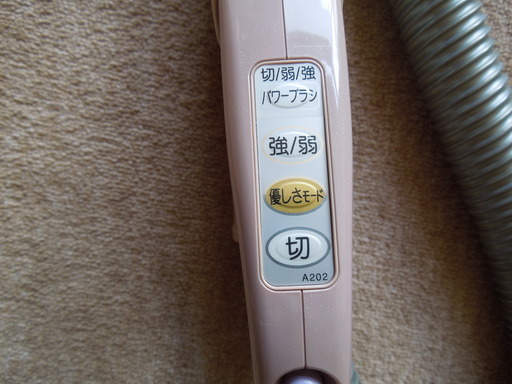 切/弱/強
パワーブラシ
強/弱
優しさモード
切
A202